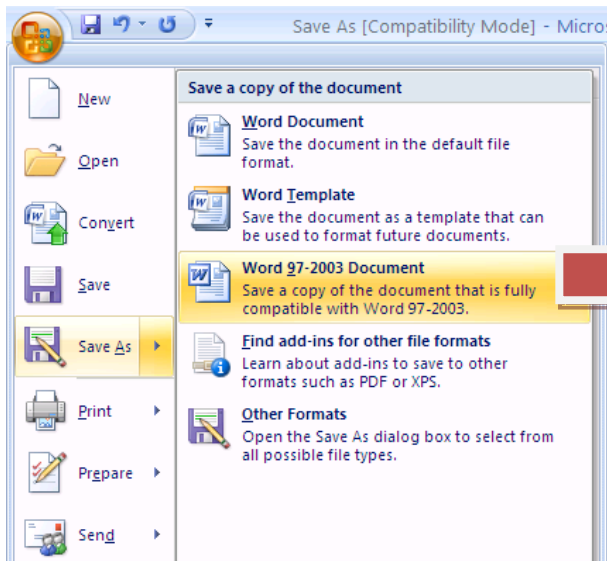 Save As [Compatibility Mode] - Micro
New
Open
Convert
Save
Save As
Print
Prepare
Send
Save a copy of the document
Word Document
Save the document in the default file
format.
Word Template
Save the document as a template that can
be used to format future documents.
Word 97-2003 Document
Save a copy of the document that is fully
compatible with Word 97-2003.
Find add-ins for other file formats
Learn about add-ins to save to other
formats such as PDF or XPS.
Other Formats
Open the Save As dialog box to select from
all possible file types.